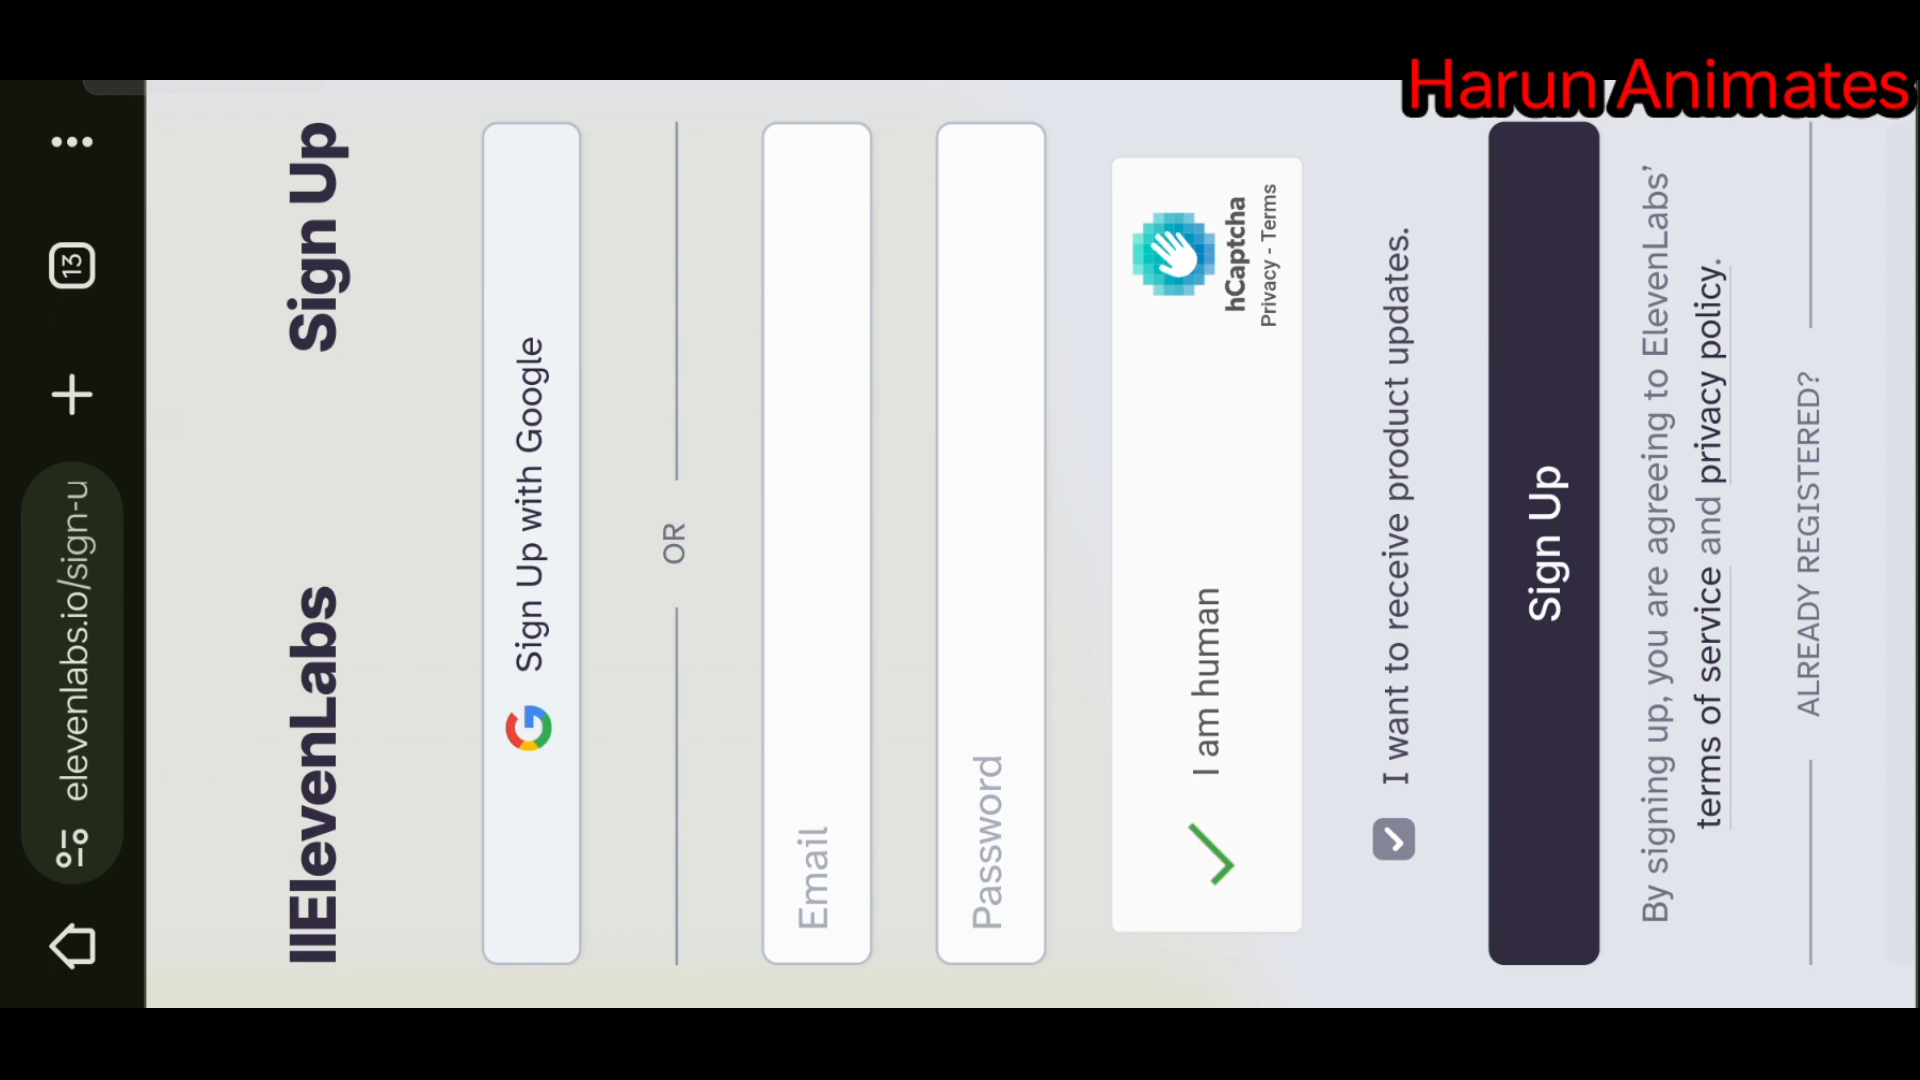 Harun Animates
elevenlabs.io/sign-u
13
IIElevenLabs
Sign Up
Sign Up with Google
OR
Email
Password
I am human
hCaptcha
Privacy - Terms
I want to receive product updates.
Sign Up
By signing up, you are agreeing to ElevenLabs’
terms of service and privacy policy.
ALREADY REGISTERED?